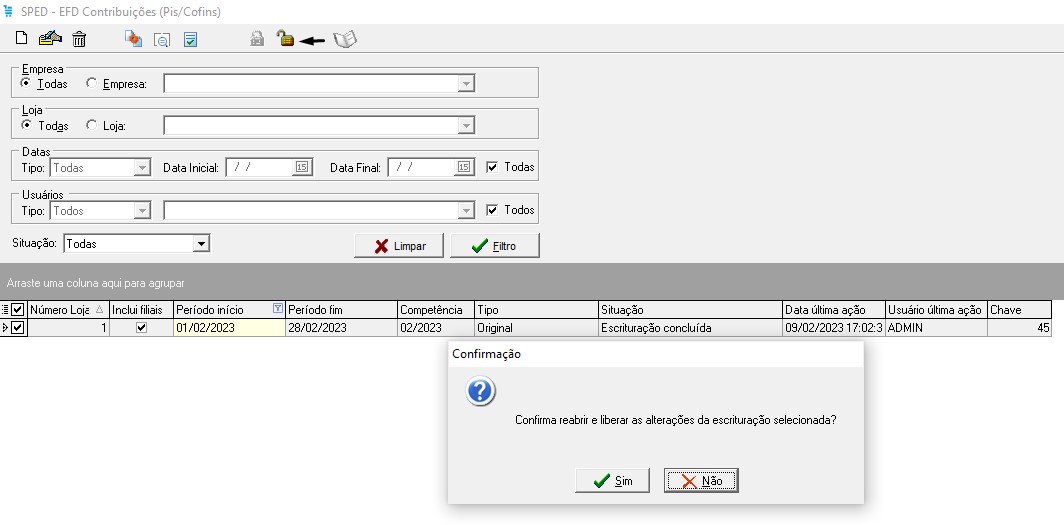 SPED - EFD Contribuições (Pis/Cofins)
Empresa
Todas Empresa:
Loja
Todas Loja:
Datas
Tipo: Todas Data Inicial: / / 15 Data Final: / / 15 Todas
Usuários
Tipo: Todos Todos
Situação: Todas Limpar Filtro
Arraste uma coluna aqui para agrupar
Número Loja Inclui filiais Período início Período fim Competência Tipo Situação Data última ação Usuário última ação Chave
1 01/02/2023 28/02/2023 02/2023 Original Escrituração concluída 09/02/2023 17:02:3 ADMIN 45
Confirmação
Confirma reabrir e liberar as alterações da escrituração selecionada?
Sim Não